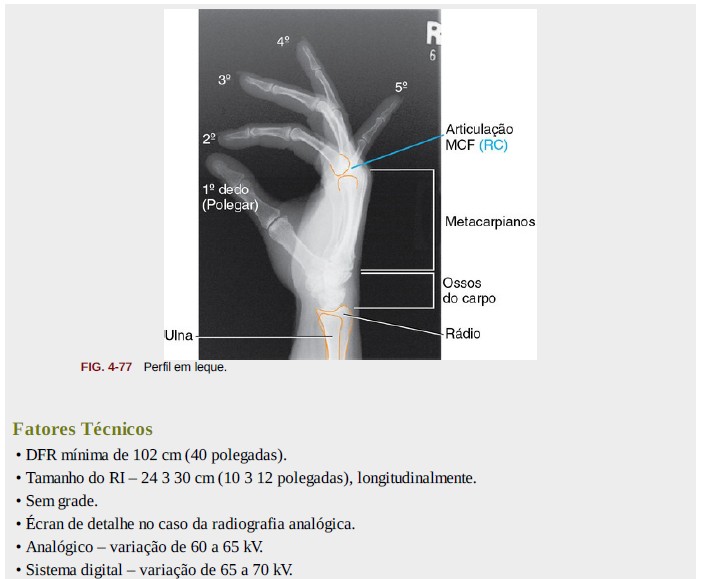 4º
R
6
3º
5º
2º
Articulação
MCF (RC)
1º dedo
(Polegar)
Metacarpianos
Ossos
do carpo
Ulna
Rádio
FIG. 4-77 Perfil em leque.
Fatores Técnicos
• DFR mínima de 102 cm (40 polegadas).
• Tamanho do RI – 24 3 30 cm (10 3 12 polegadas), longitudinalmente.
• Sem grade.
• Écran de detalhe no caso da radiografia analógica.
• Analógico – variação de 60 a 65 kV.
• Sistema digital – variação de 65 a 70 kV.